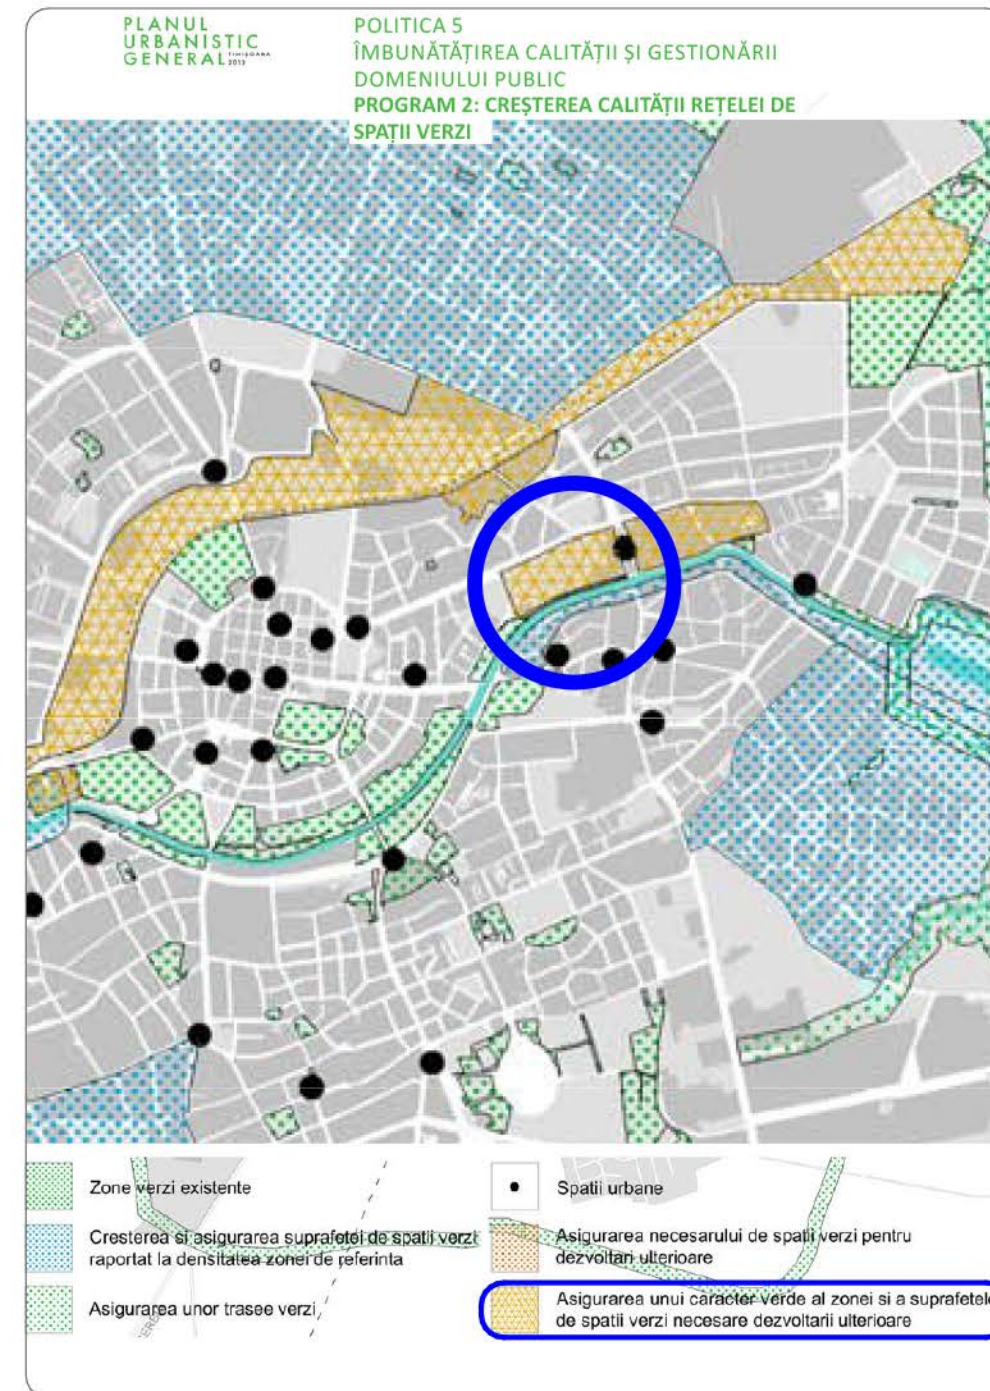 PLANUL
URBANISTIC
GENERAL TIMIȘOARA 2012
POLITICA 5
ÎMBUNĂTĂȚIREA CALITĂȚII ȘI GESTIONĂRII
DOMENIULUI PUBLIC
PROGRAM 2: CREȘTEREA CALITĂȚII REȚELEI DE
SPAȚII VERZI
Zone verzi existente
Cresterea si asigurarea suprafetei de spatii verzi
raportat la densitatea zonei de referinta
Asigurarea unor trasee verzi
Spatii urbane
Asigurarea necesarului de spatii verzi pentru
dezvoltari ulterioare
Asigurarea unui caracter verde al zonei si a suprafetele
de spatii verzi necesare dezvoltarii ulterioare